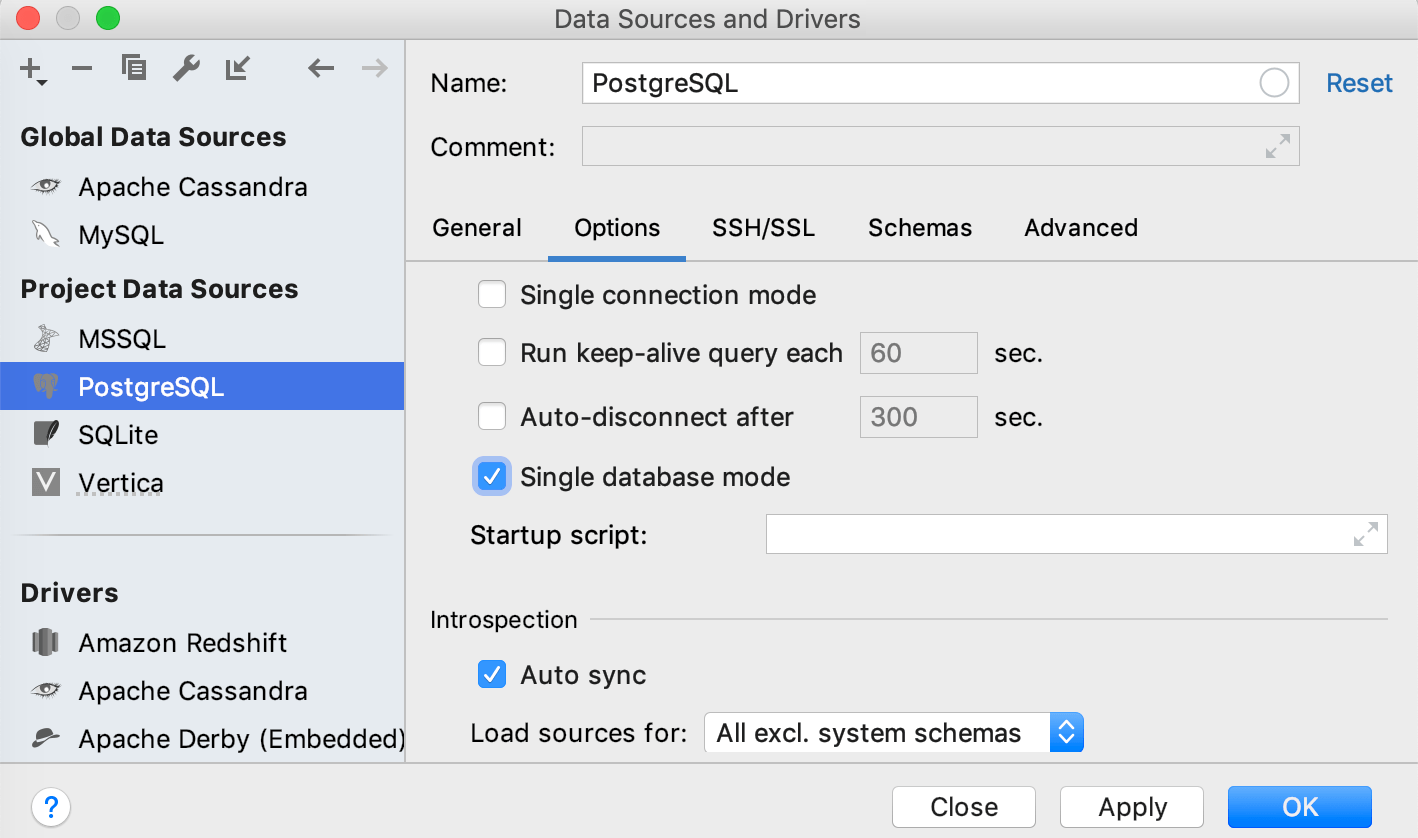 Data Sources and Drivers
Global Data Sources
Apache Cassandra
MySQL
Project Data Sources
MSSQL
PostgreSQL
SQLite
Vertica
Drivers
Amazon Redshift
Apache Cassandra
Apache Derby (Embedded)
Name: PostgreSQL Reset
Comment:
General Options SSH/SSL Schemas Advanced
Single connection mode
Run keep-alive query each 60 sec.
Auto-disconnect after 300 sec.
Single database mode
Startup script:
Introspection
Auto sync
Load sources for: All excl. system schemas
? Close Apply OK